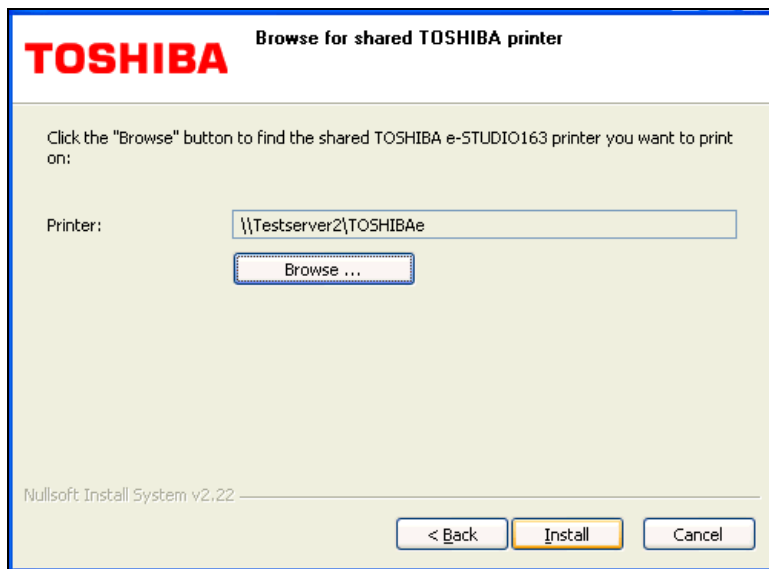 TOSHIBA
Browse for shared TOSHIBA printer
Click the "Browse" button to find the shared TOSHIBA e-STUDIO163 printer you want to print
on:
Printer:
\\Testserver2\TOSHIBAe
Browse ...
Nullsoft Install System v2.22
< Back
Install
Cancel